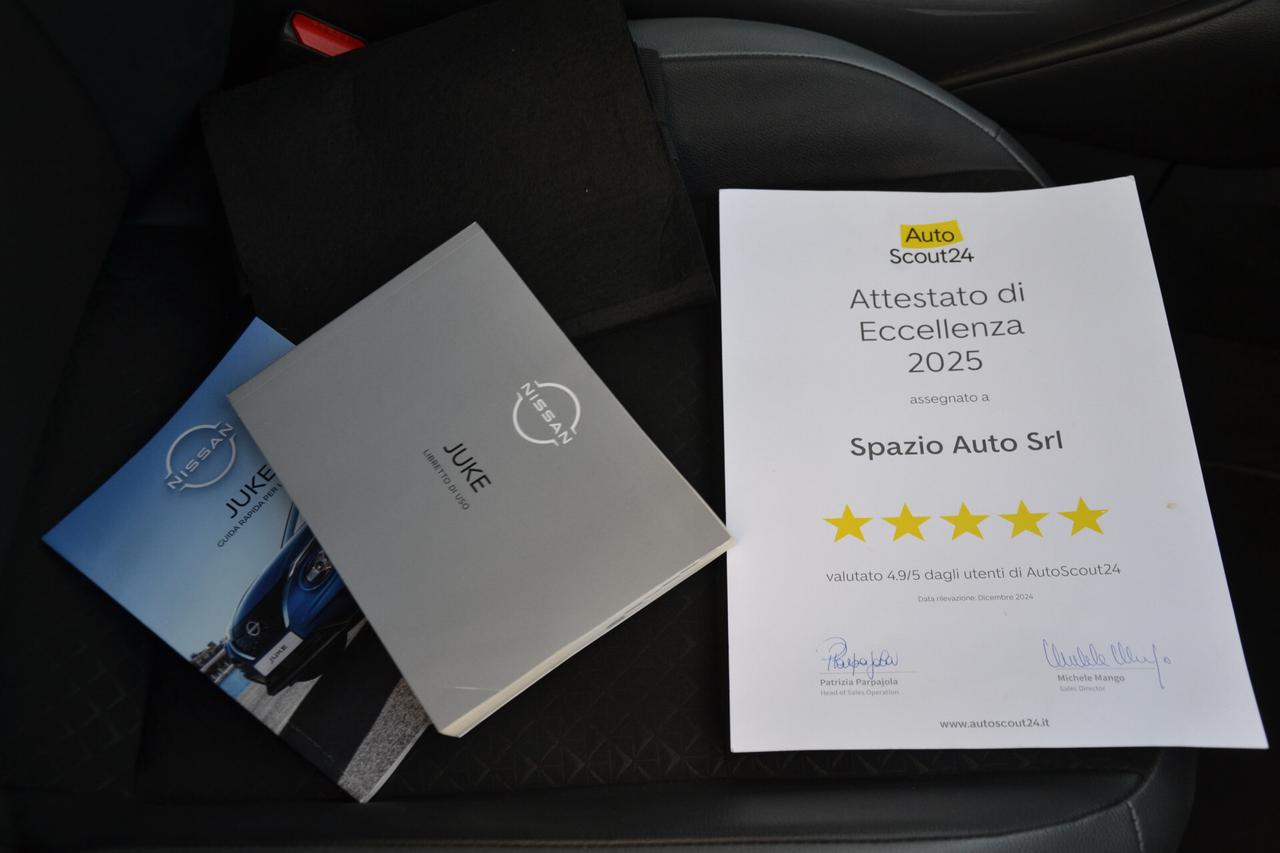 NISSAN
JUKE
GUIDA RAPIDA PER
JUKE
NISSAN
JUKE
LIBRETTO DI USO
Auto
Scout24
Attestato di
Eccellenza
2025
assegnato a
Spazio Auto Srl
valutato 4.9/5 dagli utenti di AutoScout24
Data rilevazione: Dicembre 2024
Patrizia Parpajola
Head of Sales Operation
Michele Mango
Sales Director
www.autoscout24.it